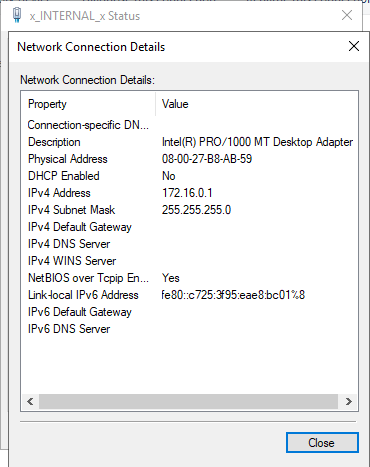 x_INTERNAL_x Status
Network Connection Details
Network Connection Details:
Property Value
Connection-specific DN...
Description Intel(R) PRO/1000 MT Desktop Adapter
Physical Address 08-00-27-B8-AB-59
DHCP Enabled No
IPv4 Address 172.16.0.1
IPv4 Subnet Mask 255.255.255.0
IPv4 Default Gateway
IPv4 DNS Server
IPv4 WINS Server
NetBIOS over Tcpip En... Yes
Link-local IPv6 Address fe80::c725:3f95:eae8:bc01%8
IPv6 Default Gateway
IPv6 DNS Server
Close